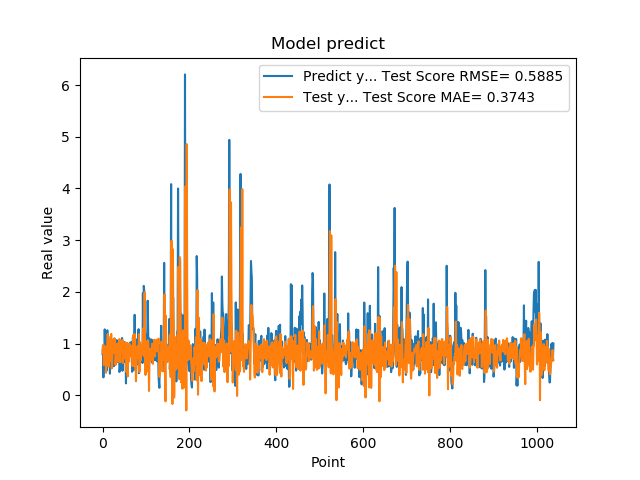 Model predict
Predict y... Test Score RMSE= 0.5885
Test y... Test Score MAE= 0.3743
Real value
6
5
4
3
2
1
0
0 200 400 600 800 1000
Point